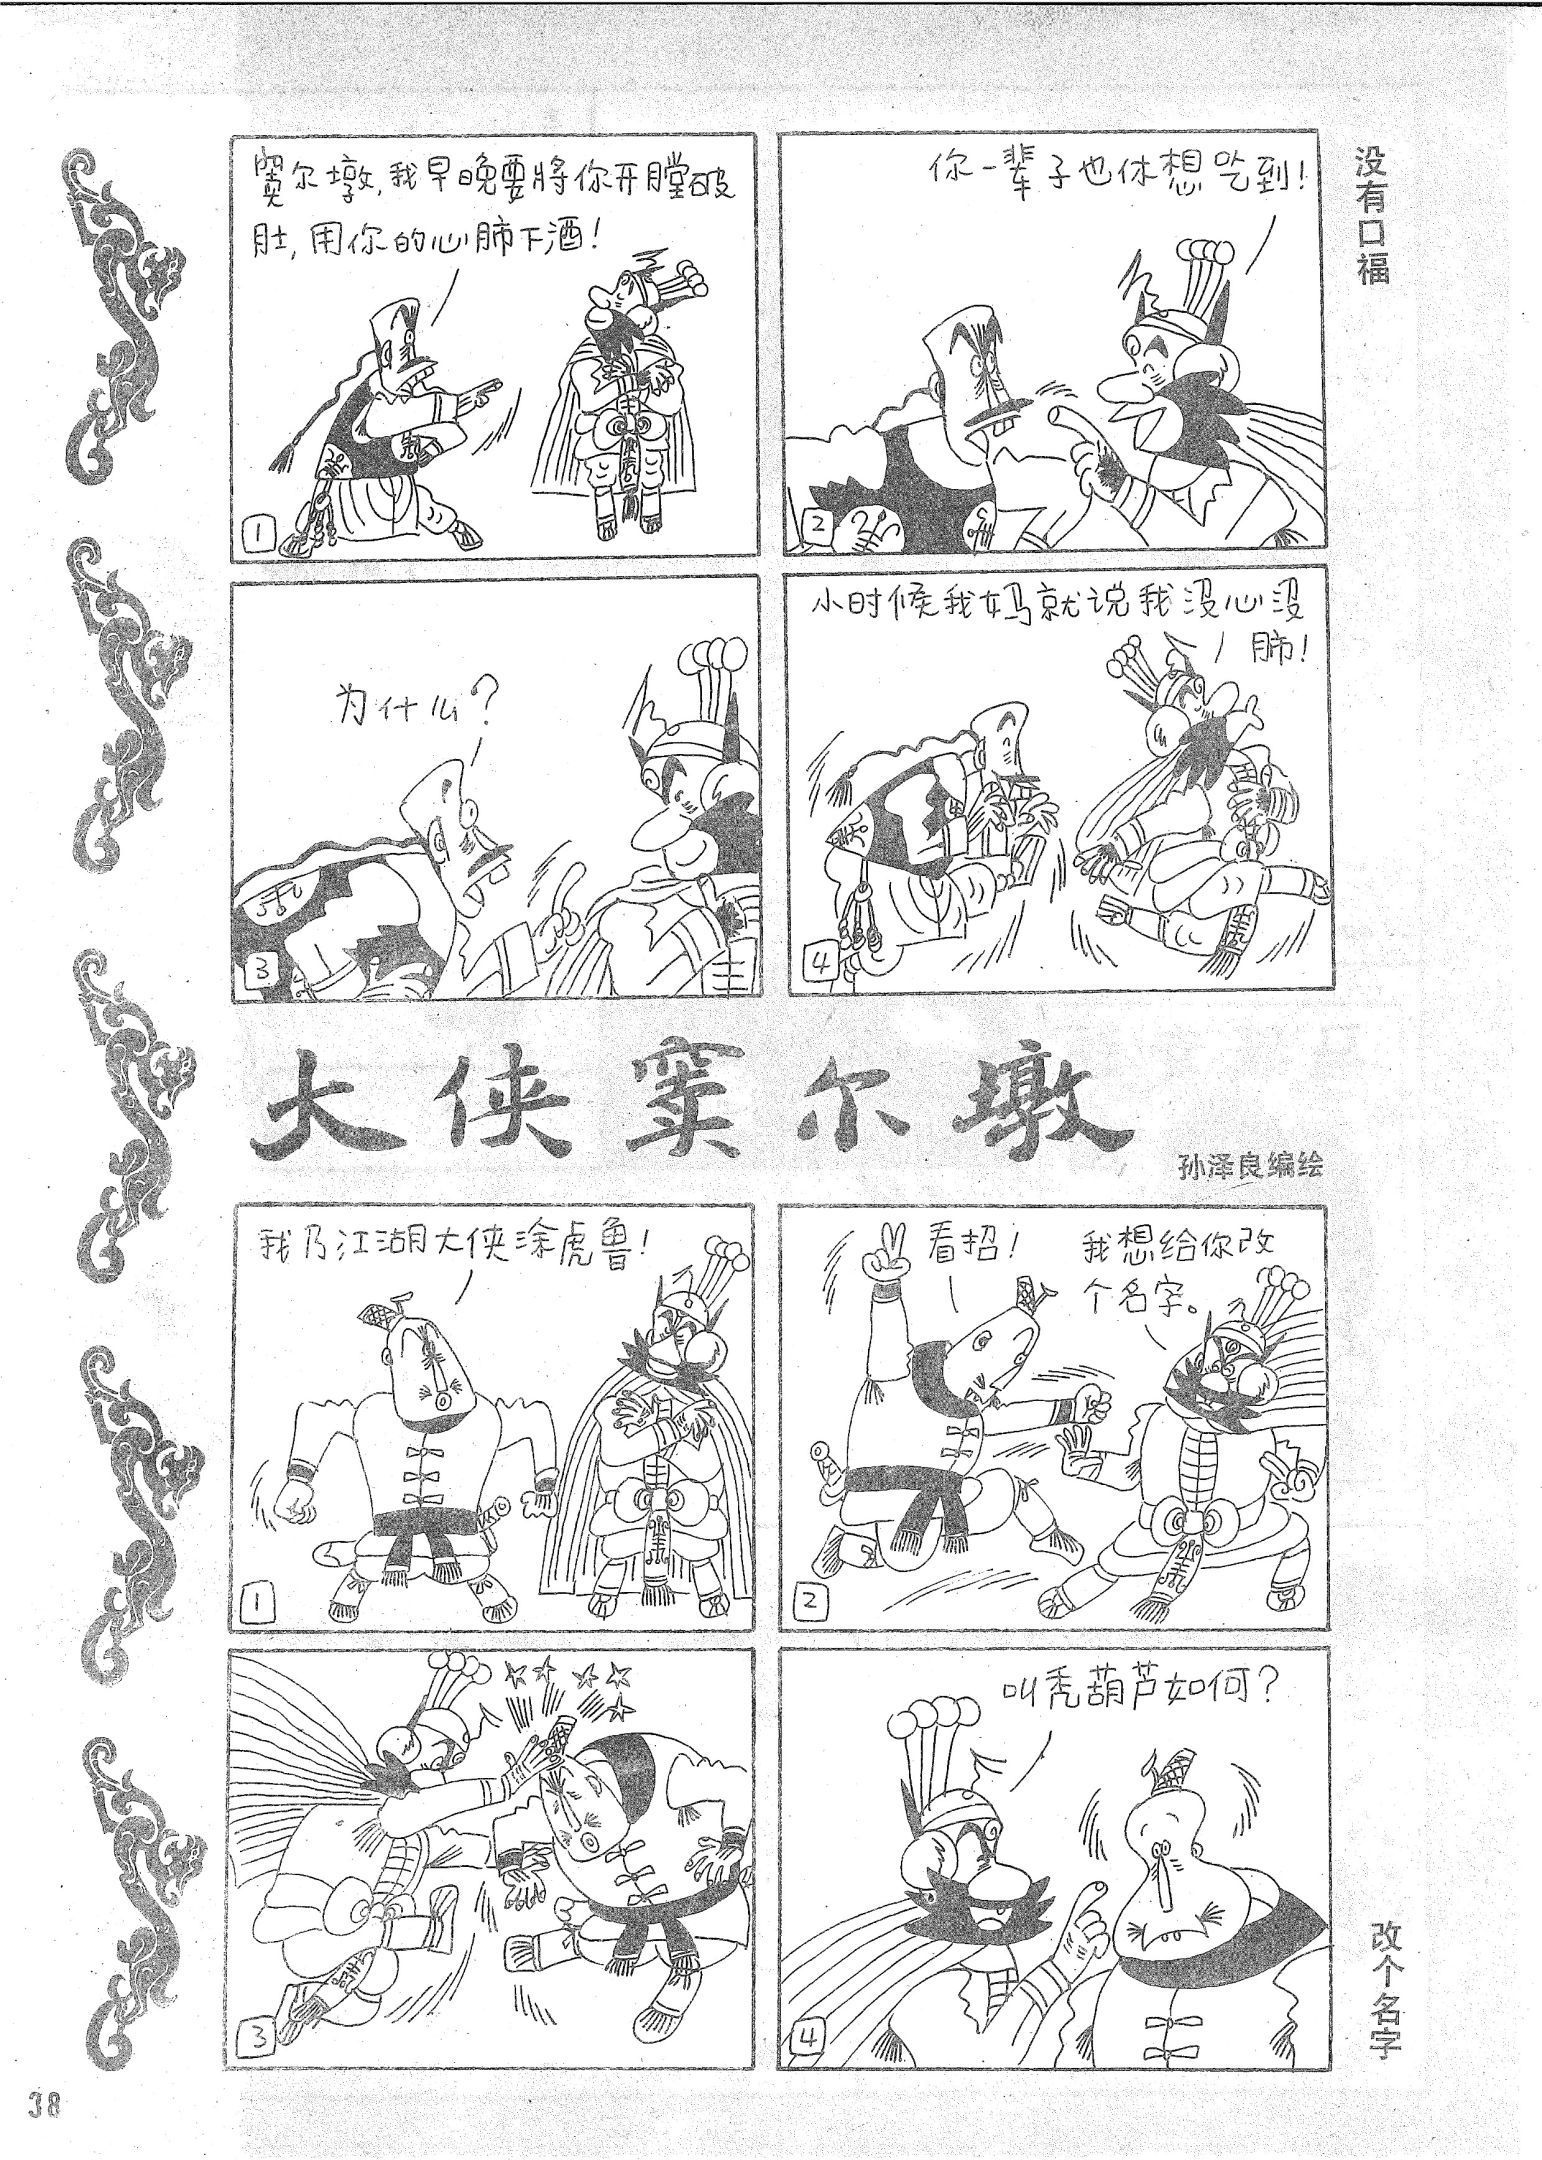 没有口福
窦尔墩,我早晚要将你开膛破
肚,用你的心肺下酒!
1
你一辈子也休想吃到!
2
为什么?
3
小时候我妈就说我没心没
肺!
4
大侠窦尔墩
孙泽良编绘
我乃江湖大侠涂虎鲁!
1
看招!
我想给你改
个名字。
2
3
叫秃葫芦如何?
4
改个名字
38